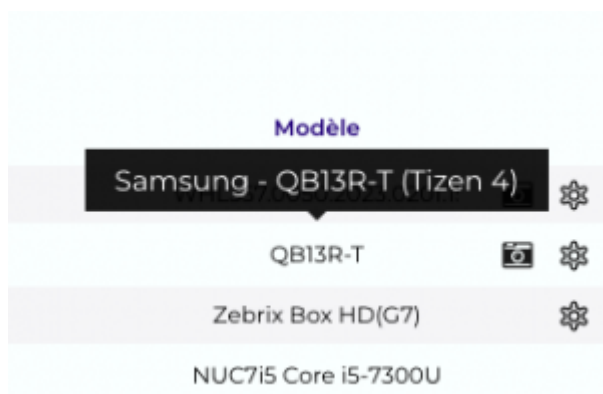 Modèle
Samsung - QB13R-T (Tizen 4)
QB13R-T
Zebrix Box HD(G7)
NUC7i5 Core i5-7300U